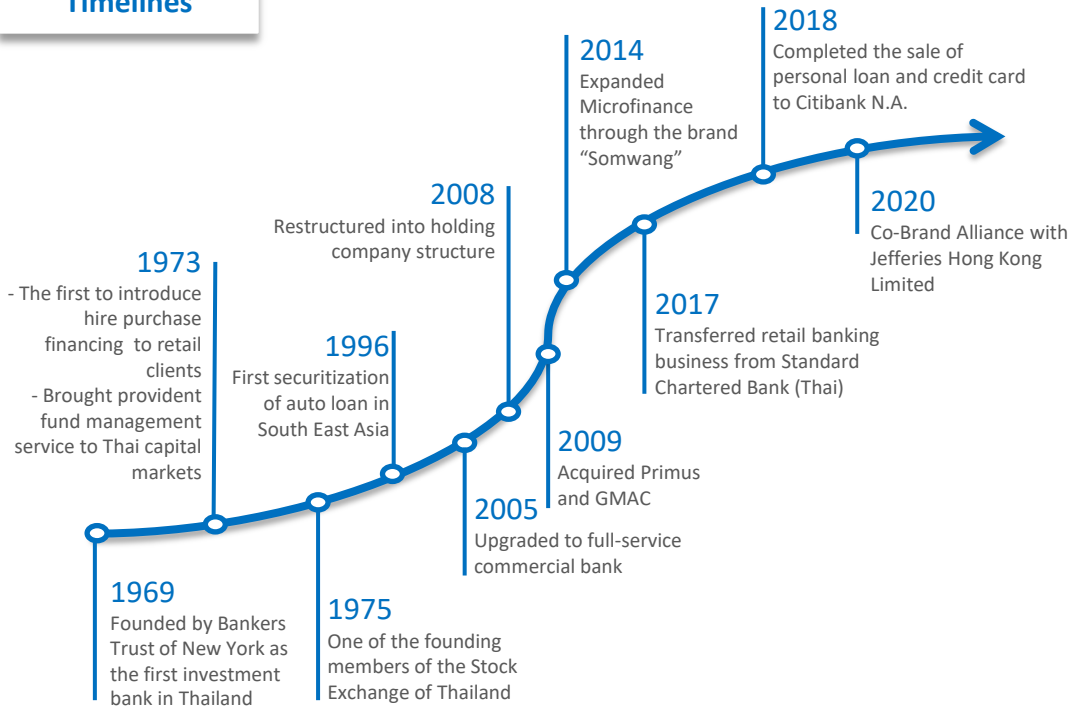 Timelines
1969
Founded by Bankers
Trust of New York as
the first investment
bank in Thailand
1973
- The first to introduce
hire purchase
financing to retail
clients
- Brought provident
fund management
service to Thai capital
markets
1975
One of the founding
members of the Stock
Exchange of Thailand
1996
First securitization
of auto loan in
South East Asia
2005
Upgraded to full-service
commercial bank
2008
Restructured into holding
company structure
2009
Acquired Primus
and GMAC
2014
Expanded
Microfinance
through the brand
“Somwang”
2017
Transferred retail banking
business from Standard
Chartered Bank (Thai)
2018
Completed the sale of
personal loan and credit card
to Citibank N.A.
2020
Co-Brand Alliance with
Jefferies Hong Kong
Limited